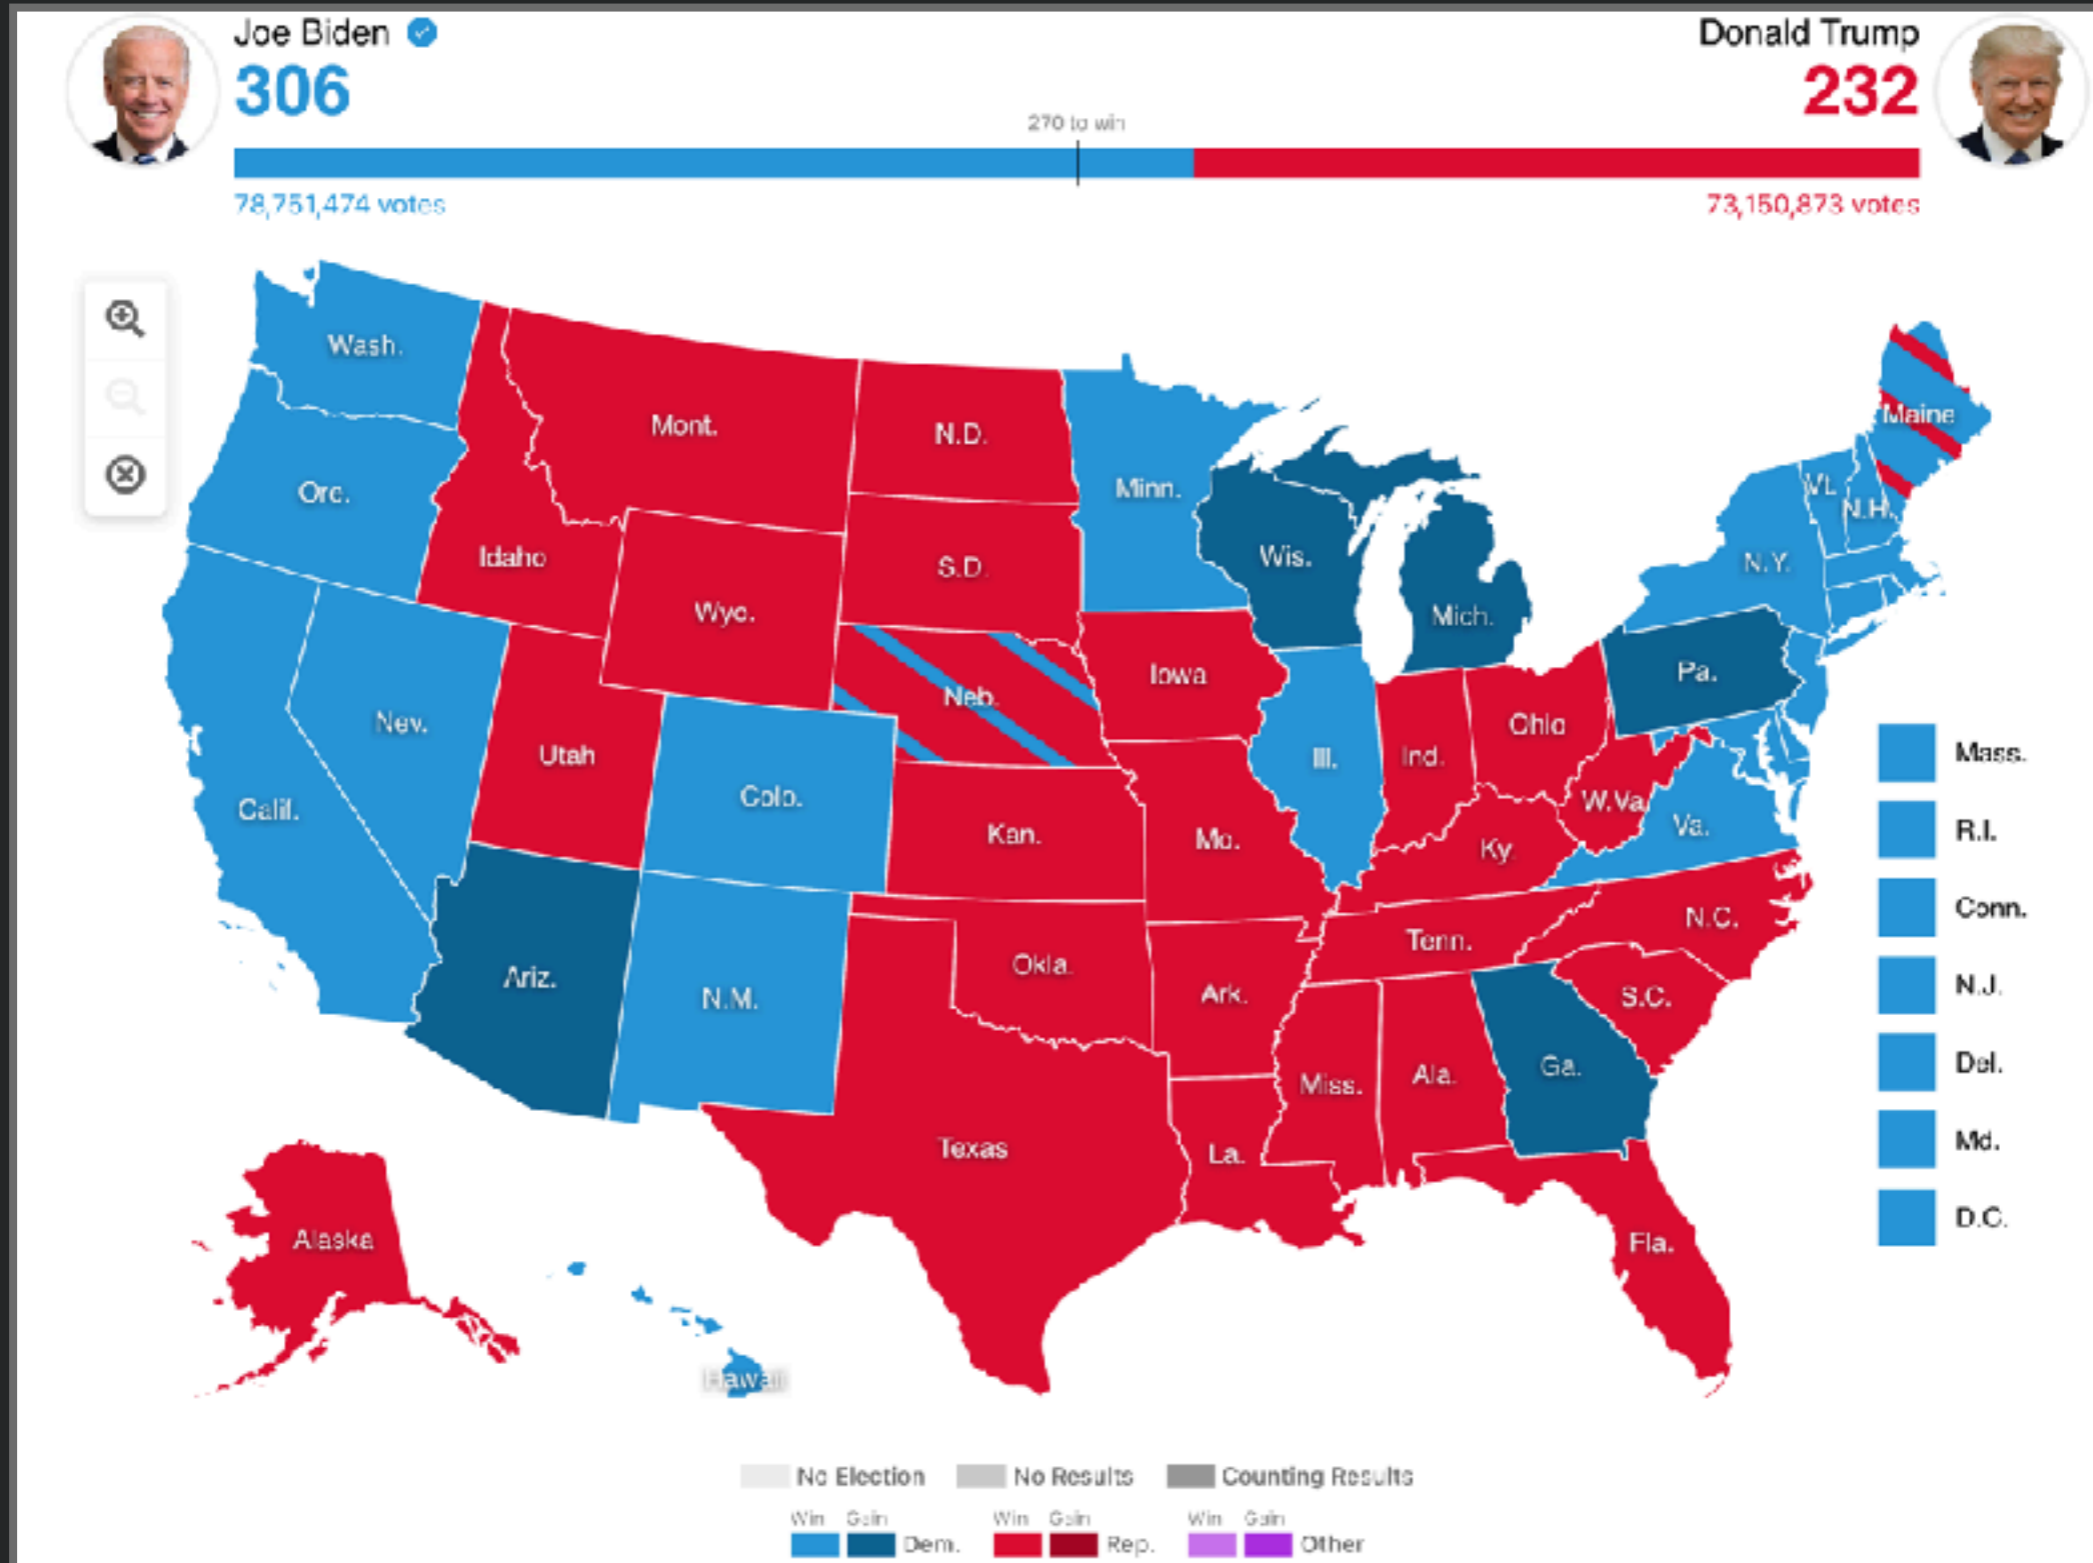 Joe Biden
306
Donald Trump
232
270 to win
78,751,474 votes
73,150,873 votes
Wash.
Ore.
Calif.
Nev.
Idaho
Mont.
Wyo.
Utah
Ariz.
Colo.
N.M.
N.D.
S.D.
Neb.
Kan.
Okla.
Texas
Minn.
Iowa
Mo.
Ark.
La.
Wis.
Ill.
Mich.
Ind.
Ohio
Ky.
Tenn.
Miss.
Ala.
Ga.
Fla.
S.C.
N.C.
Va.
W.Va.
Pa.
N.Y.
Vt.
N.H.
Maine
Mass.
R.I.
Conn.
N.J.
Del.
Md.
D.C.
Alaska
Hawaii
No Election No Results Counting Results
Win Gain Win Gain Win Gain
Dem. Rep. Other